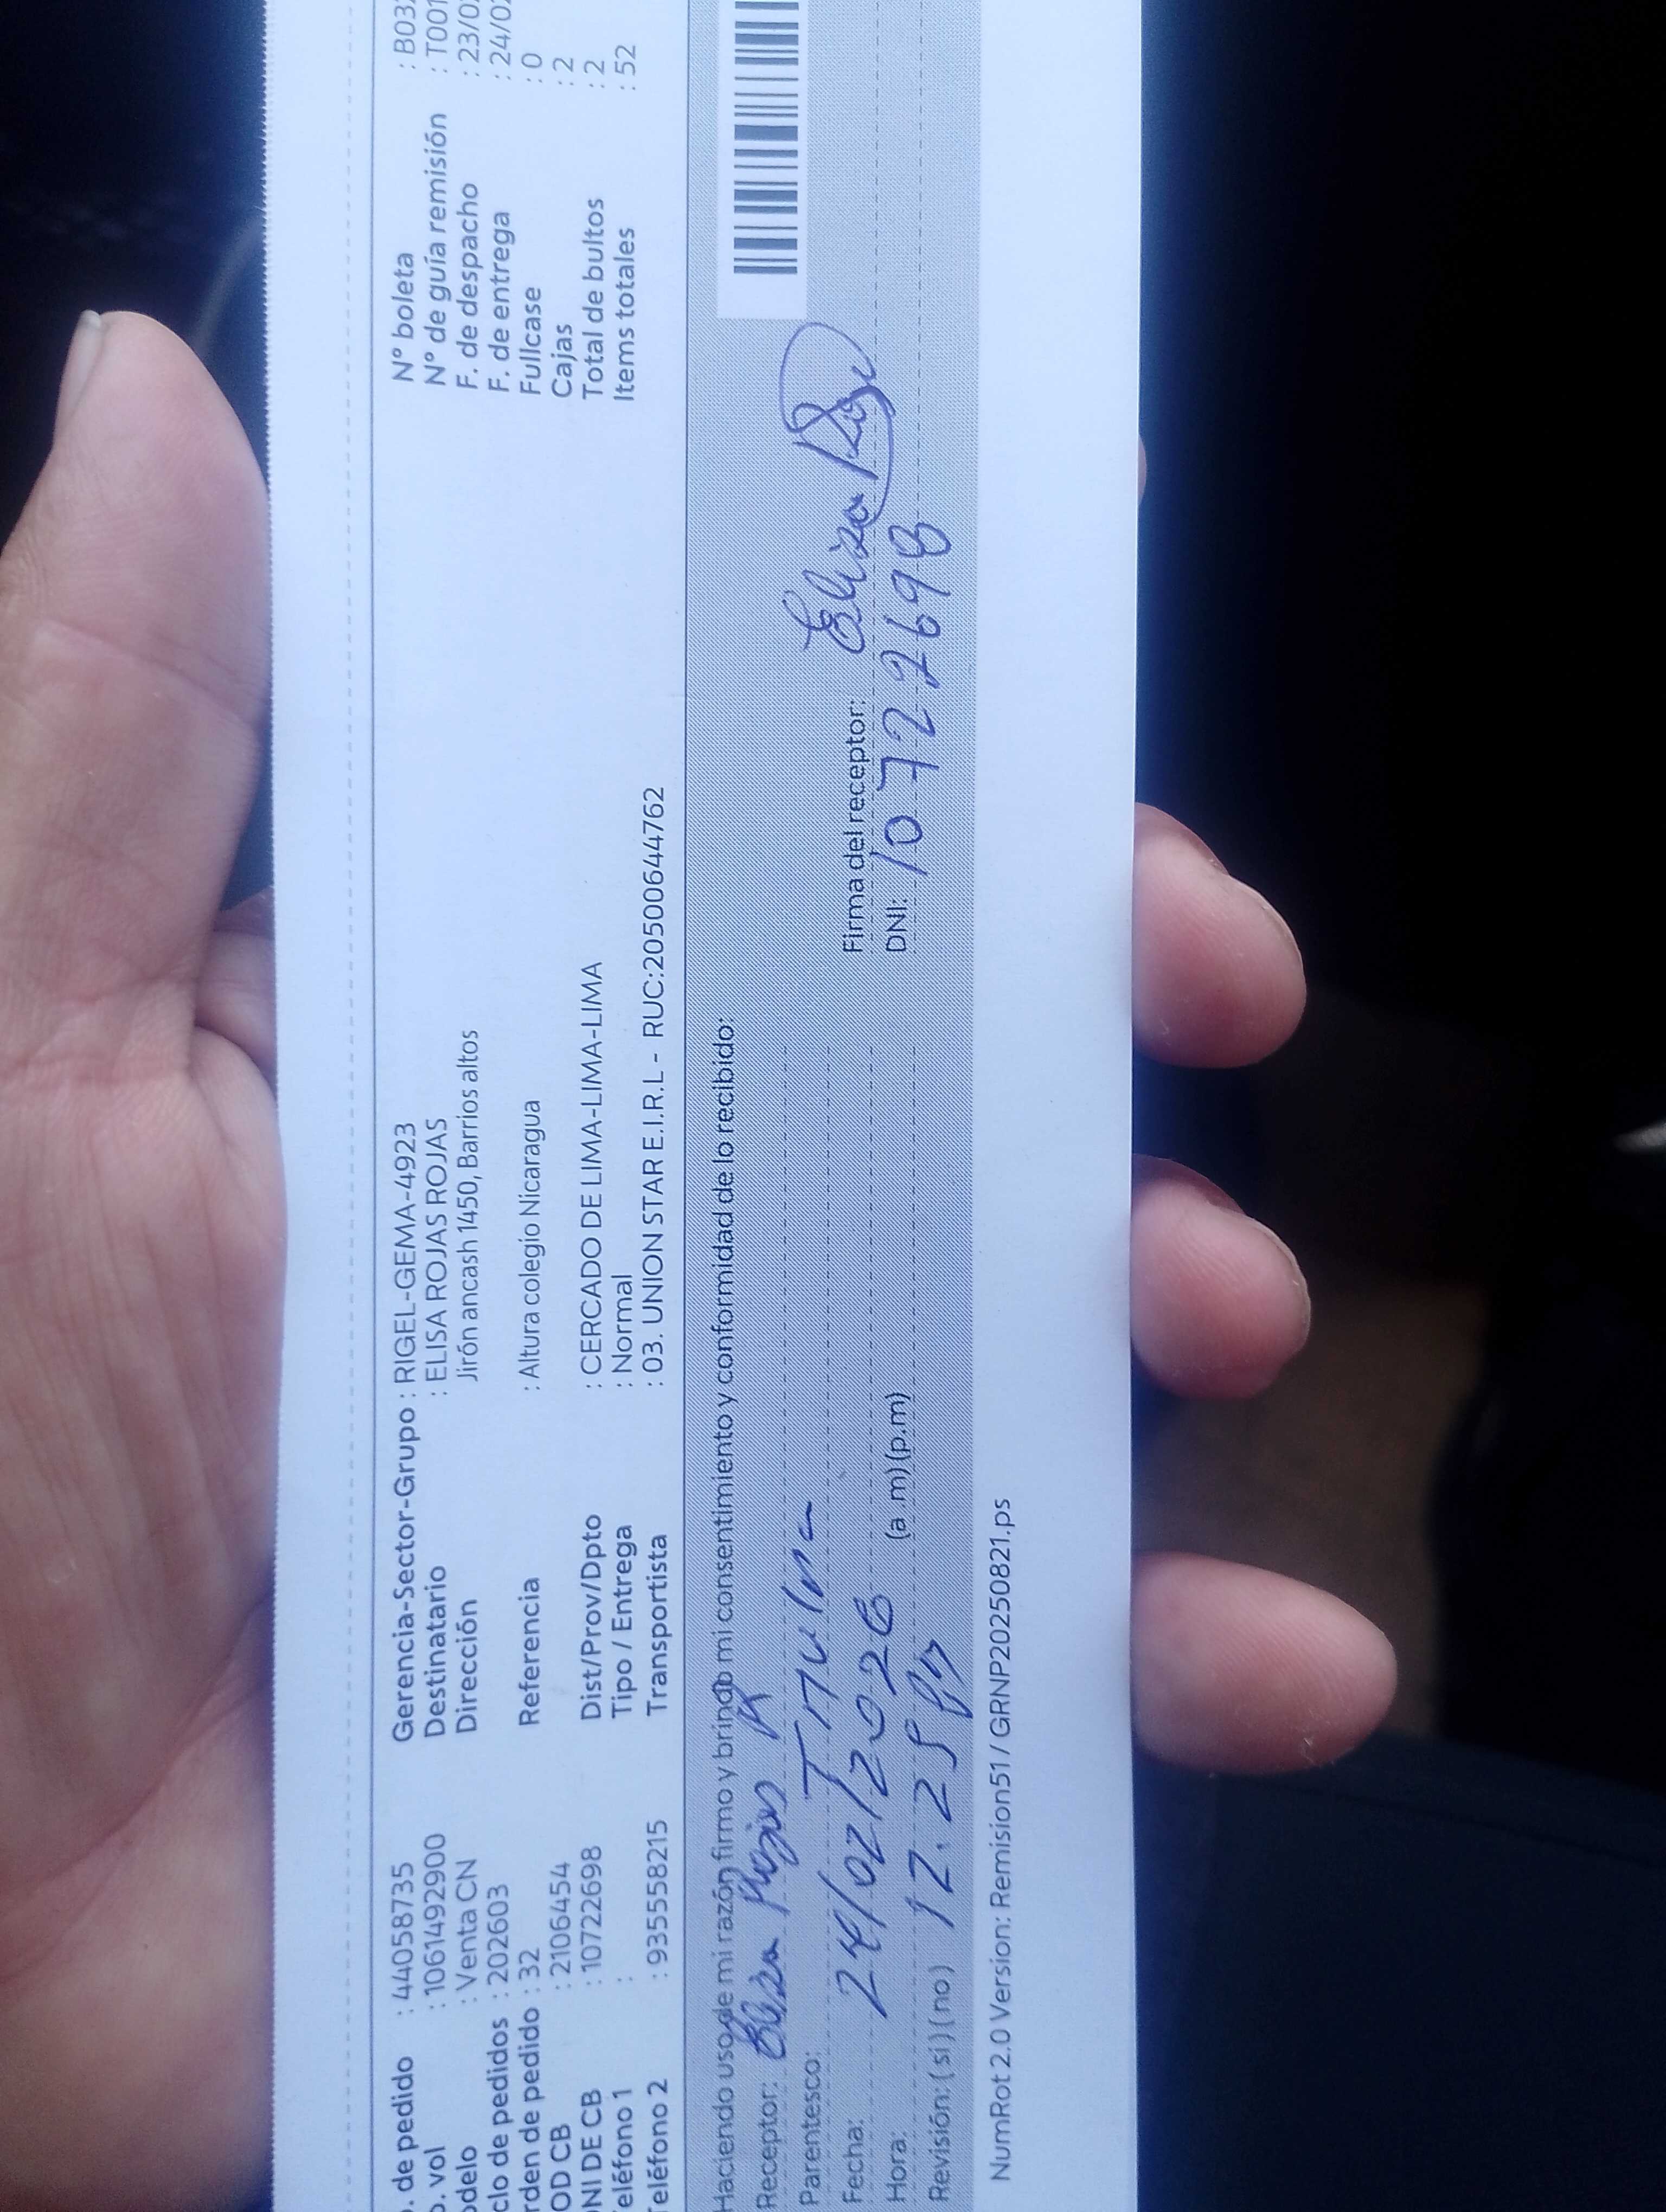 . de pedido : 44058735
o. vol : 1061492900
odelo : Venta CN
clo de pedidos : 202603
rden de pedido : 32
OD CB : 2106454
NI DE CB : 10722698
eléfono 1 :
eléfono 2 : 935558215
Gerencia-Sector-Grupo : RIGEL-GEMA-4923
Destinatario : ELISA ROJAS ROJAS
Dirección Jirón ancash 1450, Barrios altos
Referencia : Altura colegio Nicaragua
Dist/Prov/Dpto : CERCADO DE LIMA-LIMA-LIMA
Tipo / Entrega : Normal
Transportista : 03. UNION STAR E.I.R.L - RUC:20500644762
N° boleta : B03
N° de guía remisión : T001
F. de despacho : 23/0
F. de entrega : 24/0
Fullcase : 0
Cajas : 2
Total de bultos : 2
Items totales : 52
Haciendo uso de mi razón firmo y brindo mi consentimiento y conformidad de lo recibido:
Receptor: Elisa Rojas R
Parentesco: Titular
Fecha: 24/02/2026
Hora: 12.25 (a .m) (p.m)
Revisión: ( si ) ( no )
Firma del receptor: Elisa
DNI: 10722698
NumRot 2.0 Version: Remision51 / GRNP20250821.ps